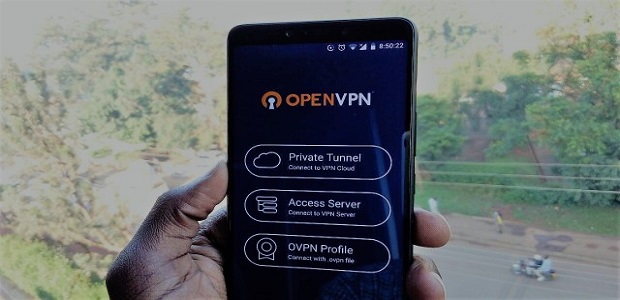 8:50:22
OPENVPN
Private Tunnel
Connect to VPN Cloud
Access Server
Connect to VPN Server
OVPN Profile
Connect with .ovpn file